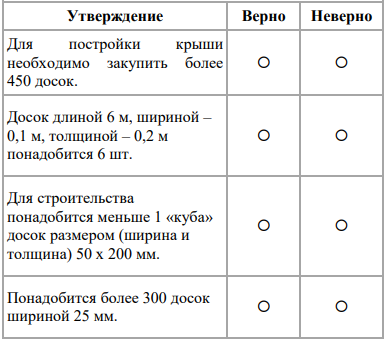 Утверждение Верно Неверно
Для постройки крыши
необходимо закупить более
450 досок.
Досок длиной 6 м, шириной –
0,1 м, толщиной – 0,2 м
понадобится 6 шт.
Для строительства
понадобится меньше 1 «куба»
досок размером (ширина и
толщина) 50 х 200 мм.
Понадобится более 300 досок
шириной 25 мм.